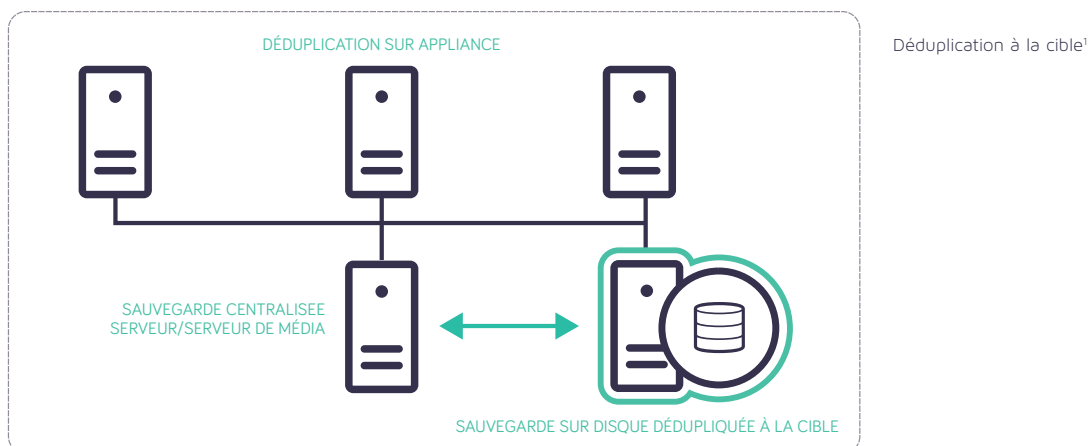 DÉDUPLICATION SUR APPLIANCE
Déduplication à la cible¹
SAUVEGARDE CENTRALISEE
SERVEUR/SERVEUR DE MÉDIA
SAUVEGARDE SUR DISQUE DÉDUPLIQUÉE À LA CIBLE